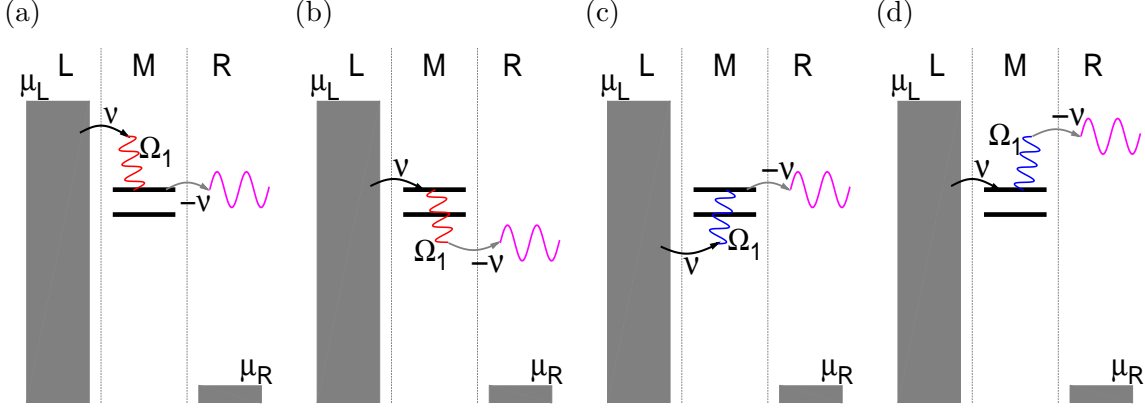 (a) (b) (c) (d)
L M R L M R L M R L M R
μL μL μL μL
ν Ω1 −ν
ν Ω1 −ν
ν Ω1 −ν
ν Ω1 −ν
μR μR μR μR